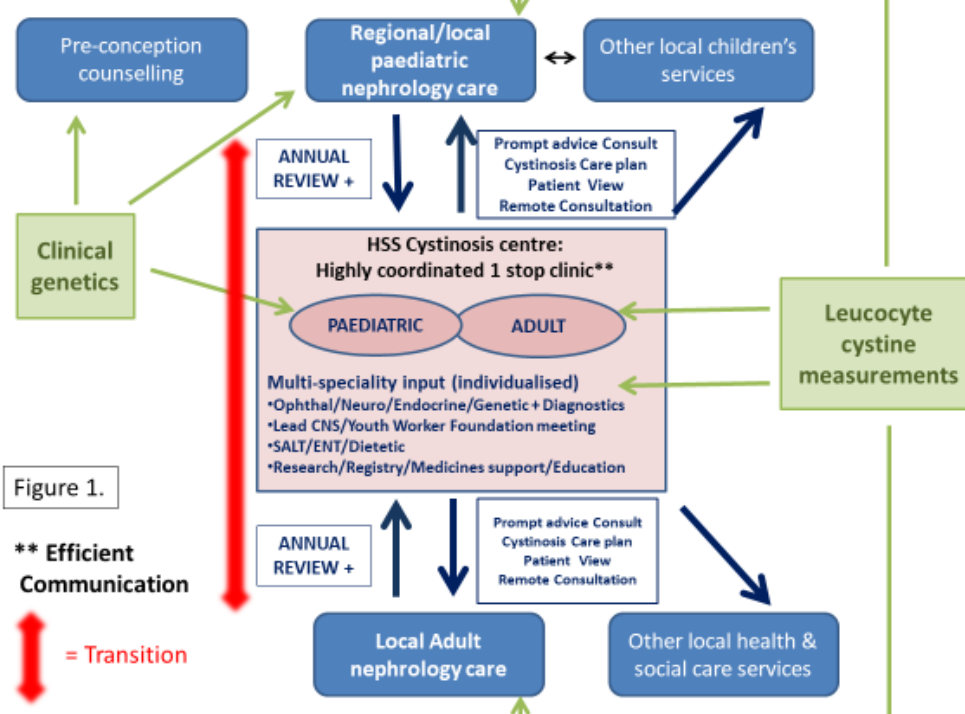 Pre-conception
counselling
Regional/local
paediatric
nephrology care
Other local children's
services
ANNUAL
REVIEW +
Prompt advice Consult
Cystinosis Care plan
Patient View
Remote Consultation
Clinical
genetics
HSS Cystinosis centre:
Highly coordinated 1 stop clinic**
PAEDIATRIC
ADULT
Leucocyte
cystine
measurements
Multi-speciality input (individualised)
•Ophthal/Neuro/Endocrine/Genetic + Diagnostics
•Lead CNS/Youth Worker Foundation meeting
•SALT/ENT/Dietetic
•Research/Registry/Medicines support/Education
Figure 1.
** Efficient
Communication
= Transition
ANNUAL
REVIEW +
Prompt advice Consult
Cystinosis Care plan
Patient View
Remote Consultation
Local Adult
nephrology care
Other local health &
social care services